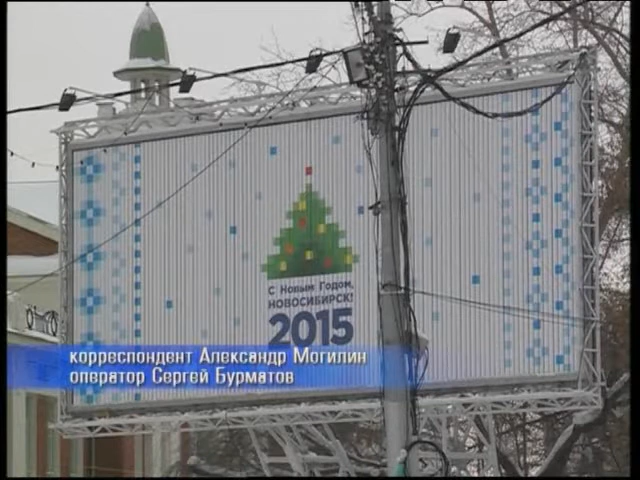 С Новым Годом,
НОВОСИБИРСК!
2015
корреспондент Александр Могилин
оператор Сергей Бурматов